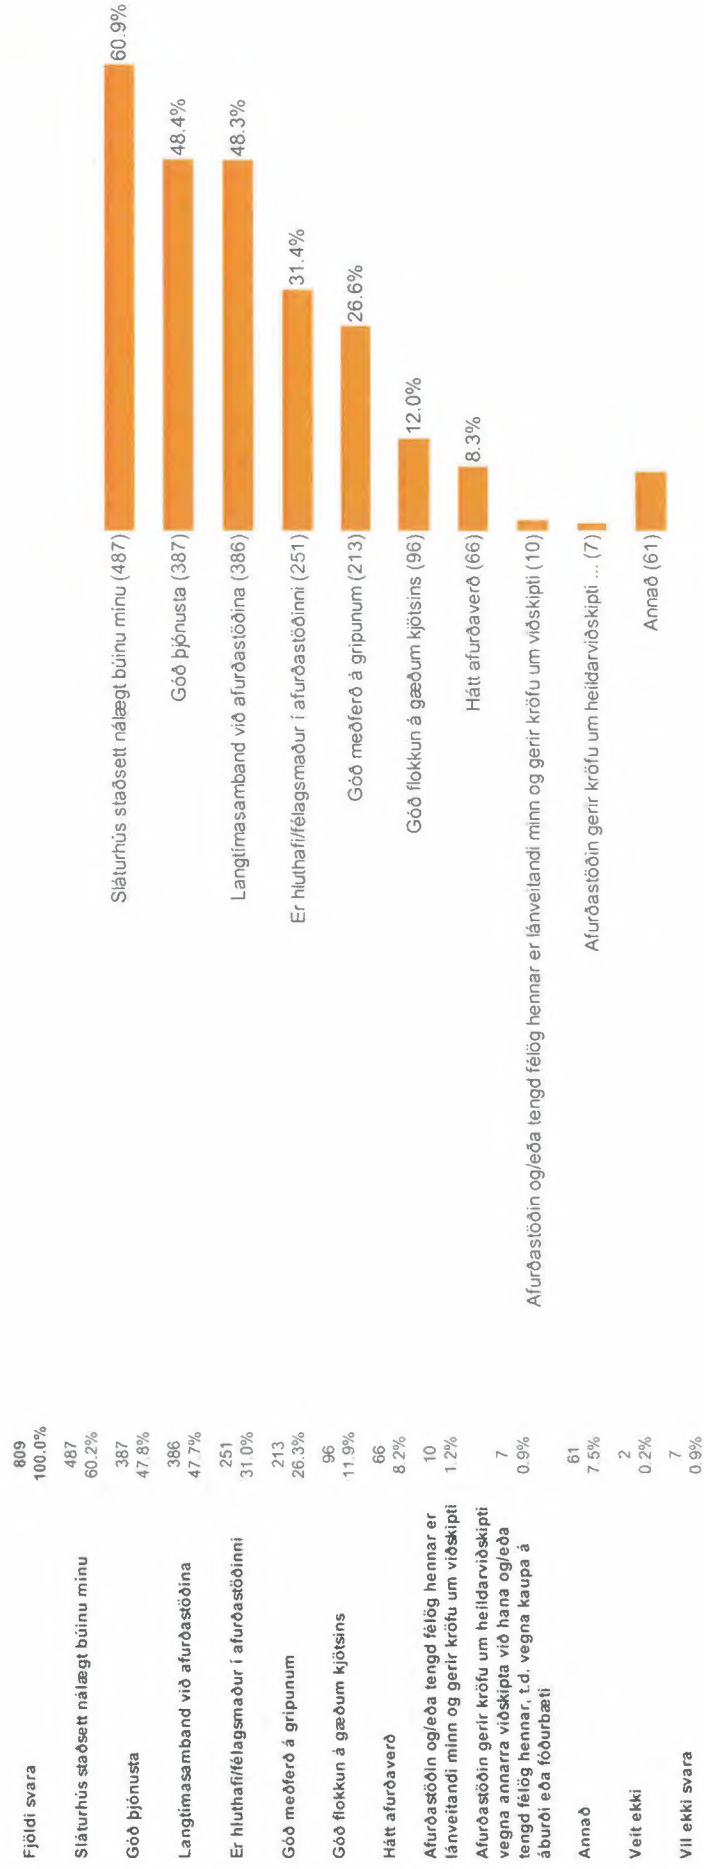 Fjöldi svara
809
100.0%
Sláturhús staðsett nálægt búinu mínu
487
60.2%
Góð þjónusta
387
47.8%
Langtímasamband við afurðastöðina
386
47.7%
Er hluthafi/félagsmaður í afurðastöðinni
251
31.0%
Góð meðferð á gripunum
213
26.3%
Góð flokkun á gæðum kjötsins
96
11.9%
Hátt afurðaverð
66
8.2%
Afurðastöðin og/eða tengd félög hennar er
lánveitandi minn og gerir kröfu um viðskipti
10
1.2%
Afurðastöðin gerir kröfu um heildarviðskipti
vegna annarra viðskipta við hana og/eða
tengd félög hennar, t.d. vegna kaupa á
áburði eða fóðurbæti
7
0.9%
Annað
61
7.5%
Veit ekki
2
0.2%
Vil ekki svara
7
0.9%
Sláturhús staðsett nálægt búinu mínu (487) 60.9%
Góð þjónusta (387) 48.4%
Langtímasamband við afurðastöðina (386) 48.3%
Er hluthafi/félagsmaður í afurðastöðinni (251) 31.4%
Góð meðferð á gripunum (213) 26.6%
Góð flokkun á gæðum kjötsins (96) 12.0%
Hátt afurðaverð (66) 8.3%
Afurðastöðin og/eða tengd félög hennar er lánveitandi minn og gerir kröfu um viðskipti (10)
Afurðastöðin gerir kröfu um heildarviðskipti ... (7)
Annað (61)